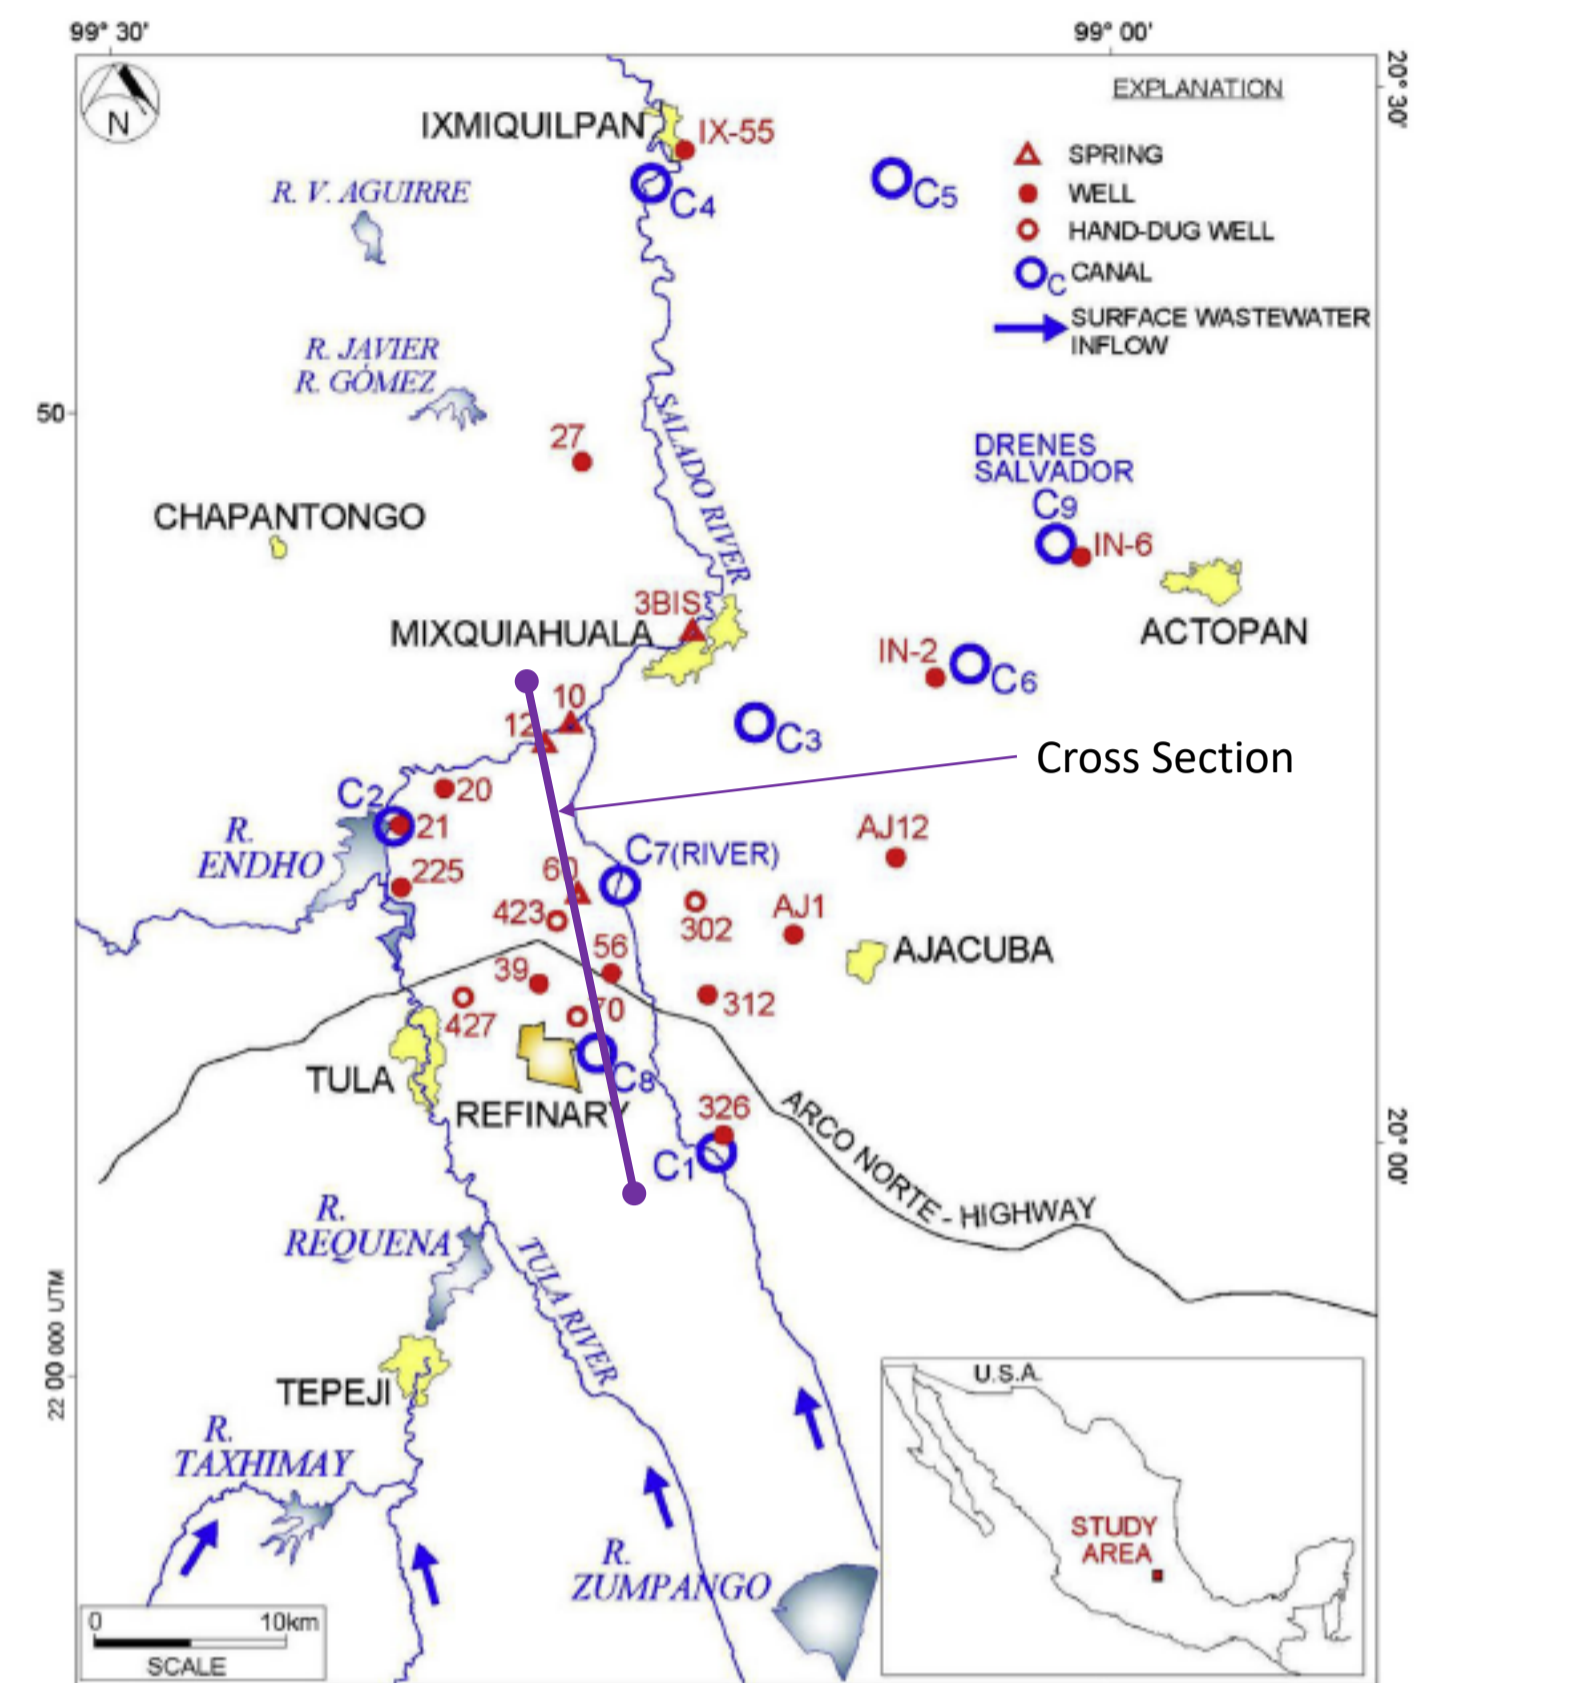 99° 30'
99° 00'
20° 30'
N
EXPLANATION
SPRING
WELL
HAND-DUG WELL
C CANAL
SURFACE WASTEWATER
INFLOW
IXMIQUILPAN
IX-55
C4
C5
R. V. AGUIRRE
R. JAVIER
R. GÓMEZ
50
27
SALADO RIVER
DRENES
SALVADOR
C9
IN-6
CHAPANTONGO
ACTOPAN
3BIS
MIXQUIAHUALA
IN-2
C6
10
12
C3
Cross Section
C2
20
21
R.
ENDHO
225
C7(RIVER)
AJ12
60
423
302
AJ1
56
AJACUBA
39
70
312
427
TULA
C8
REFINARY
326
C1
ARCO NORTE - HIGHWAY
20° 00'
R.
REQUENA
TULA RIVER
22 00 000 UTM
TEPEJI
R.
TAXHIMAY
R.
ZUMPANGO
U.S.A.
STUDY
AREA
0 10km
SCALE